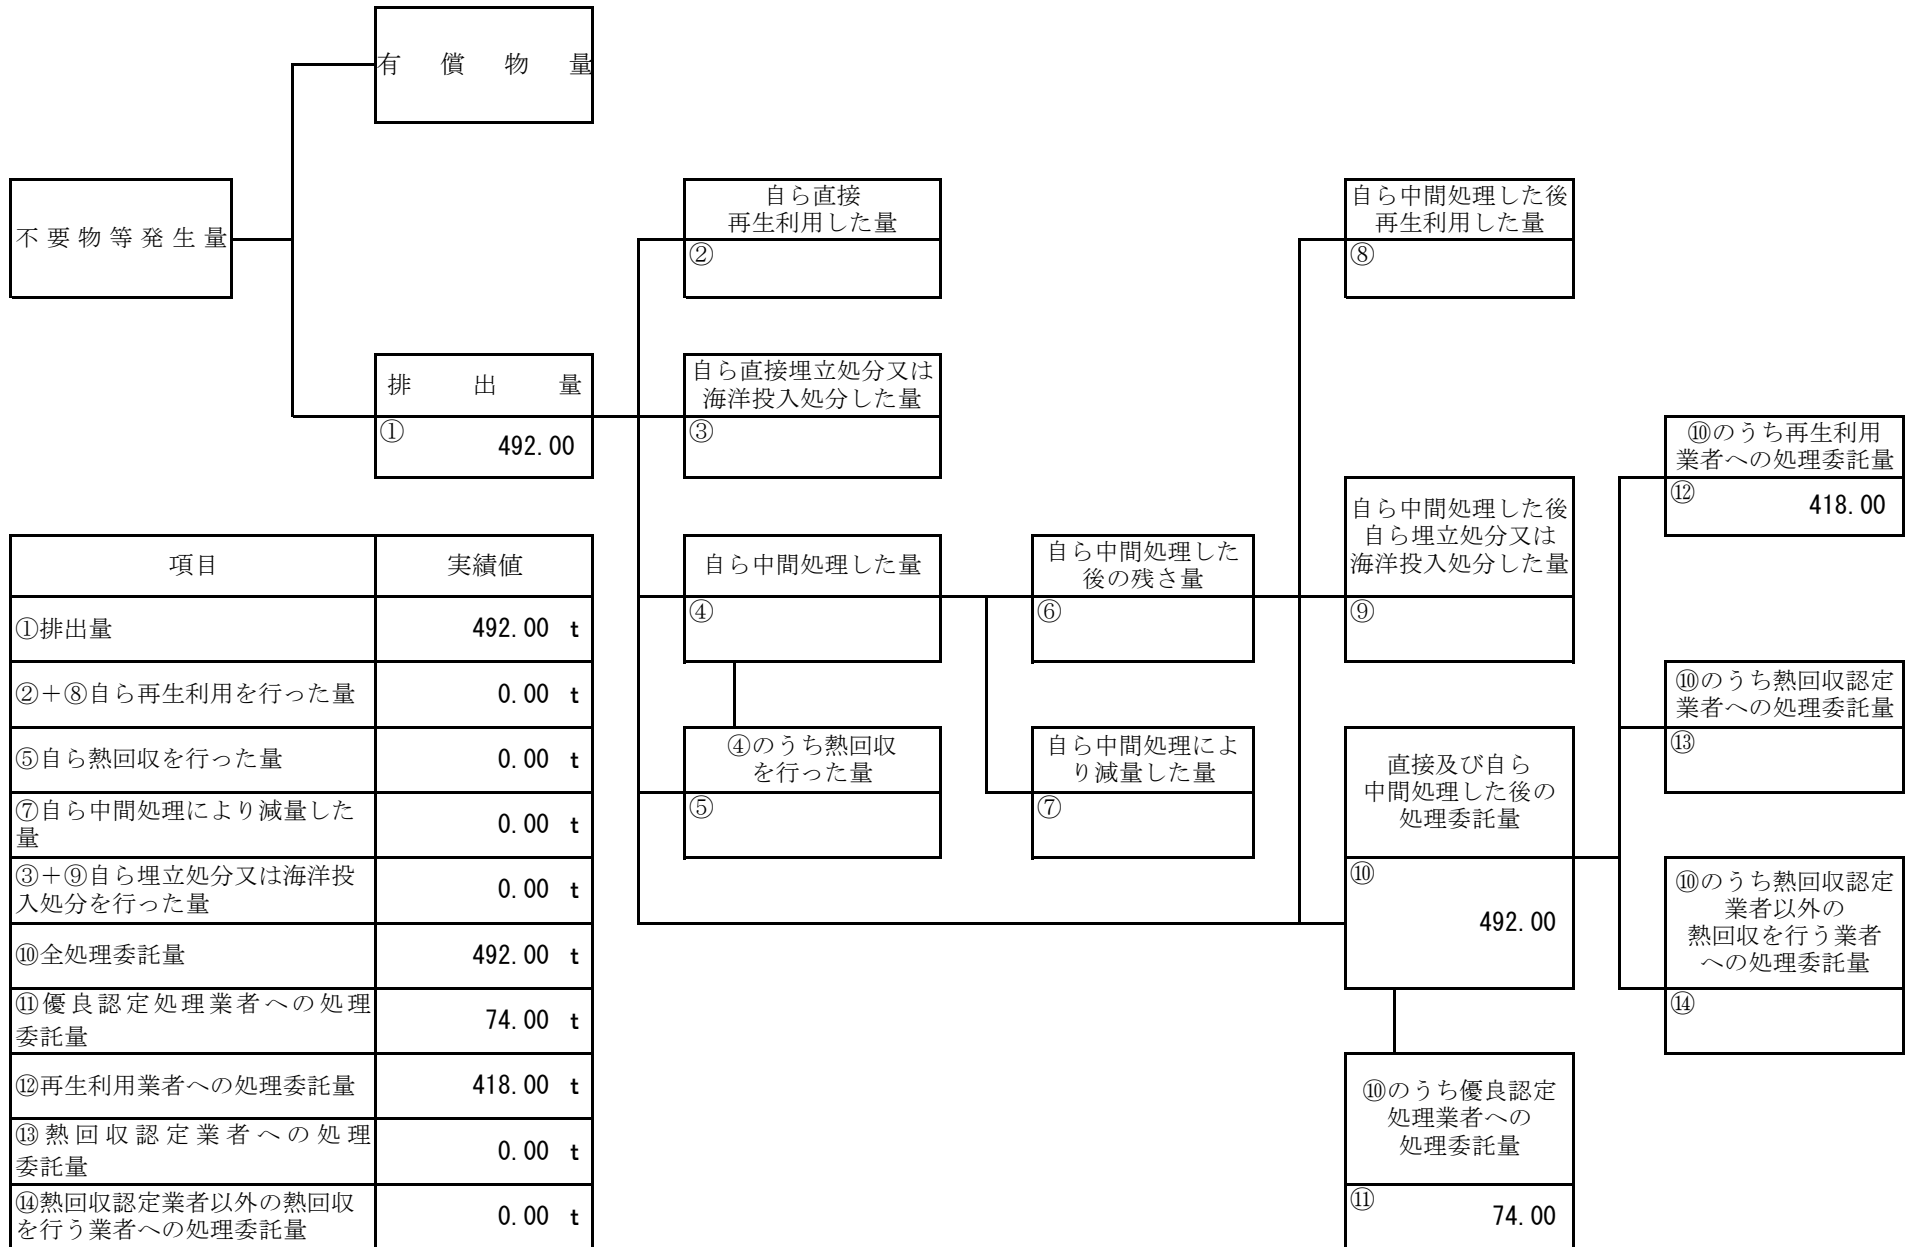 有償物量
不要物等発生量
排出量
①
492.00
自ら直接
再生利用した量
②
自ら直接埋立処分又は
海洋投入処分した量
③
自ら中間処理した量
④
④のうち熱回収
を行った量
⑤
自ら中間処理した
後の残さ量
⑥
自ら中間処理によ
り減量した量
⑦
自ら中間処理した後
再生利用した量
⑧
自ら中間処理した後
自ら埋立処分又は
海洋投入処分した量
⑨
直接及び自ら
中間処理した後の
処理委託量
⑩
492.00
⑩のうち優良認定
処理業者への
処理委託量
⑪
74.00
⑩のうち再生利用
業者への処理委託量
⑫
418.00
⑩のうち熱回収認定
業者への処理委託量
⑬
⑩のうち熱回収認定
業者以外の
熱回収を行う業者
への処理委託量
⑭
項目 実績値
①排出量 492.00 t
②＋⑧自ら再生利用を行った量 0.00 t
⑤自ら熱回収を行った量 0.00 t
⑦自ら中間処理により減量した
量 0.00 t
③＋⑨自ら埋立処分又は海洋投
入処分を行った量 0.00 t
⑩全処理委託量 492.00 t
⑪優良認定処理業者への処理
委託量 74.00 t
⑫再生利用業者への処理委託量 418.00 t
⑬熱回収認定業者への処理
委託量 0.00 t
⑭熱回収認定業者以外の熱回収
を行う業者への処理委託量 0.00 t